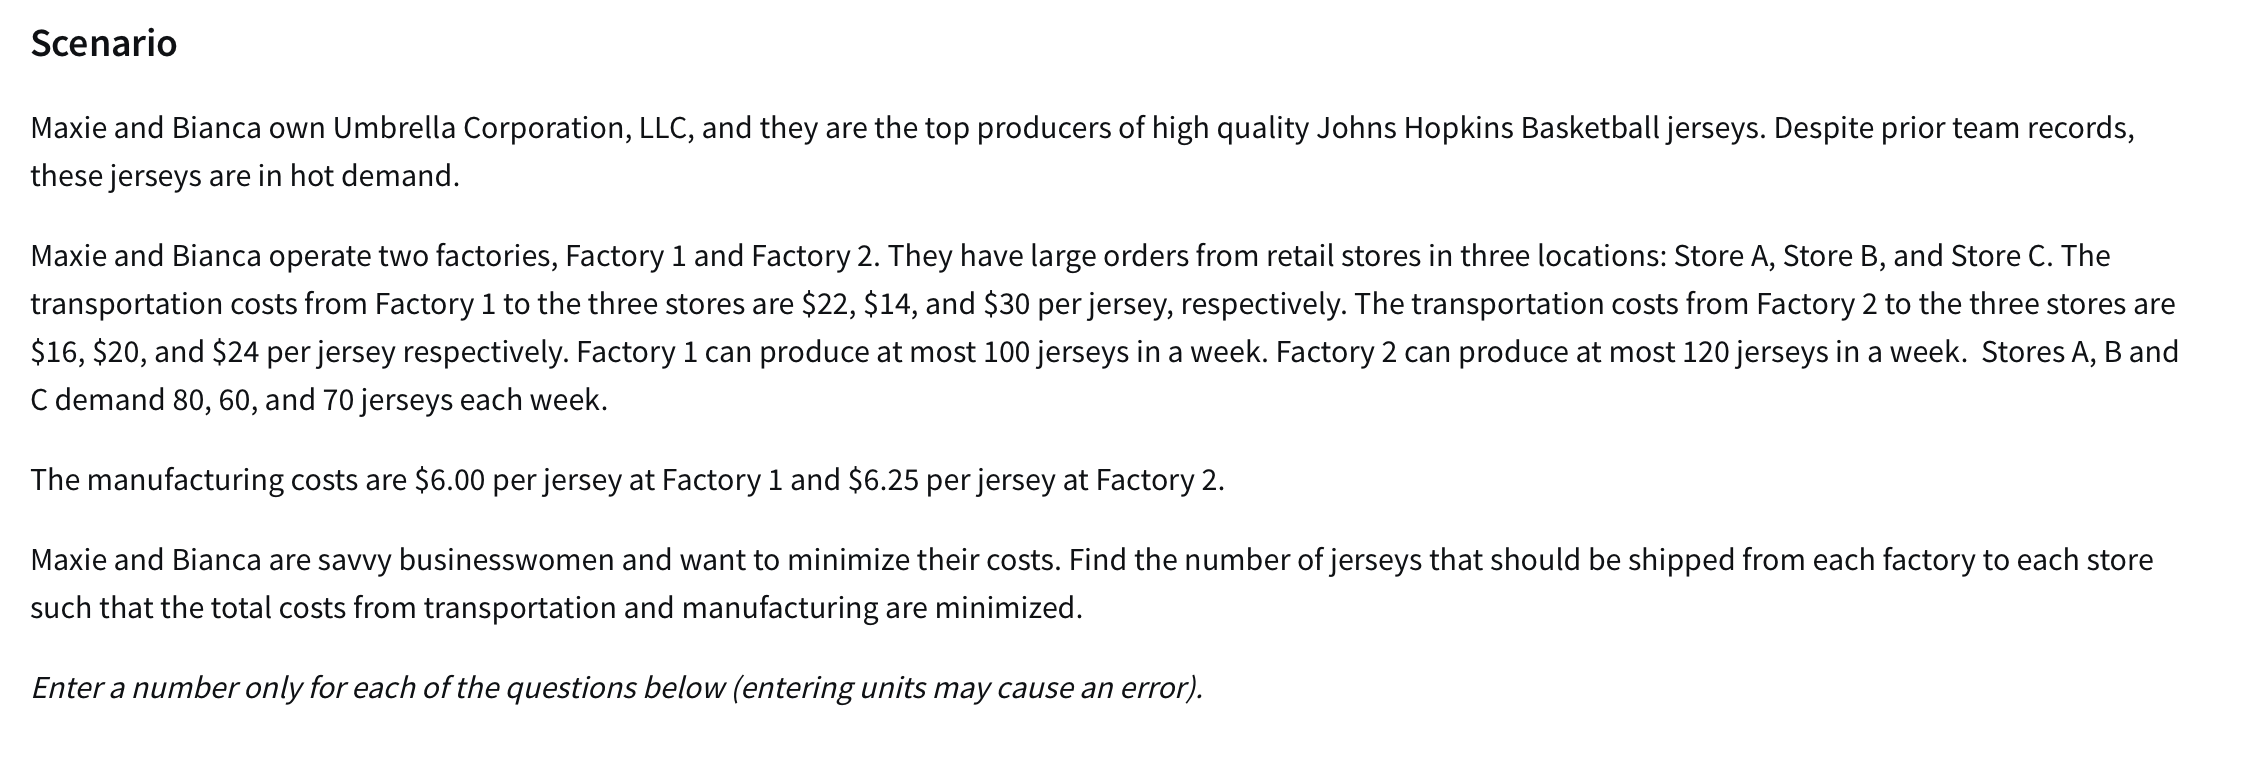 Scenario
Maxie and Bianca own Umbrella Corporation, LLC, and they are the top producers of high quality Johns Hopkins Basketball jerseys. Despite prior team records,
these jerseys are in hot demand.
Maxie and Bianca operate two factories, Factory 1 and Factory 2. They have large orders from retail stores in three locations: Store A, Store B, and Store C. The
transportation costs from Factory 1 to the three stores are $22, $14, and $30 per jersey, respectively. The transportation costs from Factory 2 to the three stores are
$16, $20, and $24 per jersey respectively. Factory 1 can produce at most 100 jerseys in a week. Factory 2 can produce at most 120 jerseys in a week.  Stores A, B and
C demand 80, 60, and 70 jerseys each week.
The manufacturing costs are $6.00 per jersey at Factory 1 and $6.25 per jersey at Factory 2.
Maxie and Bianca are savvy businesswomen and want to minimize their costs. Find the number of jerseys that should be shipped from each factory to each store
such that the total costs from transportation and manufacturing are minimized.
Enter a number only for each of the questions below (entering units may cause an error).